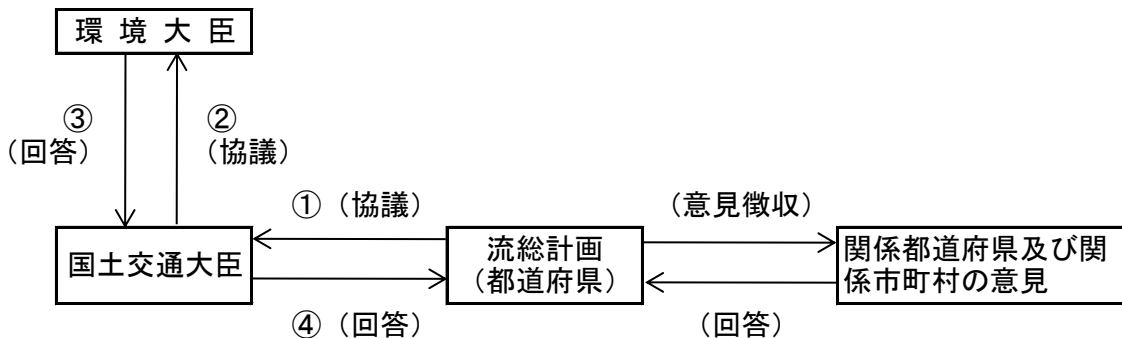 環境大臣
③
(回答)
②
(協議)
①(協議)
(意見徴収)
国土交通大臣
流総計画
(都道府県)
関係都道府県及び関
係市町村の意見
④(回答)
(回答)